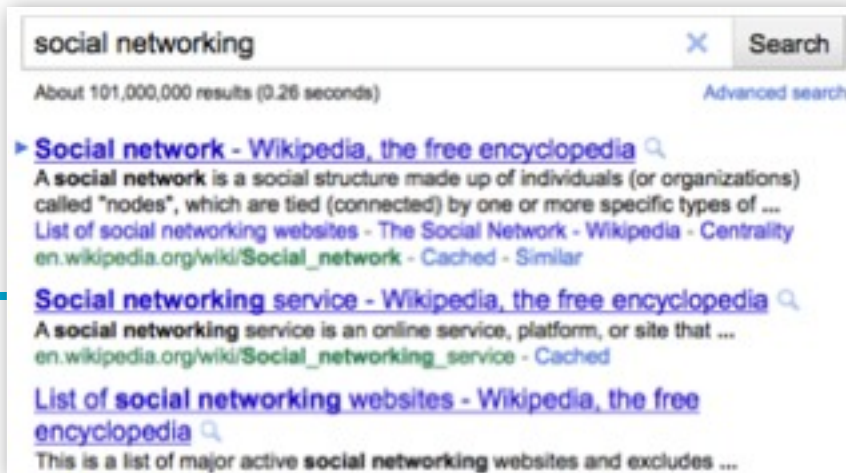 social networking × Search
About 101,000,000 results (0.26 seconds) Advanced search
Social network - Wikipedia, the free encyclopedia
A social network is a social structure made up of individuals (or organizations)
called "nodes", which are tied (connected) by one or more specific types of ...
List of social networking websites - The Social Network - Wikipedia - Centrality
en.wikipedia.org/wiki/Social_network - Cached - Similar
Social networking service - Wikipedia, the free encyclopedia
A social networking service is an online service, platform, or site that ...
en.wikipedia.org/wiki/Social_networking_service - Cached
List of social networking websites - Wikipedia, the free
encyclopedia
This is a list of major active social networking websites and excludes ...